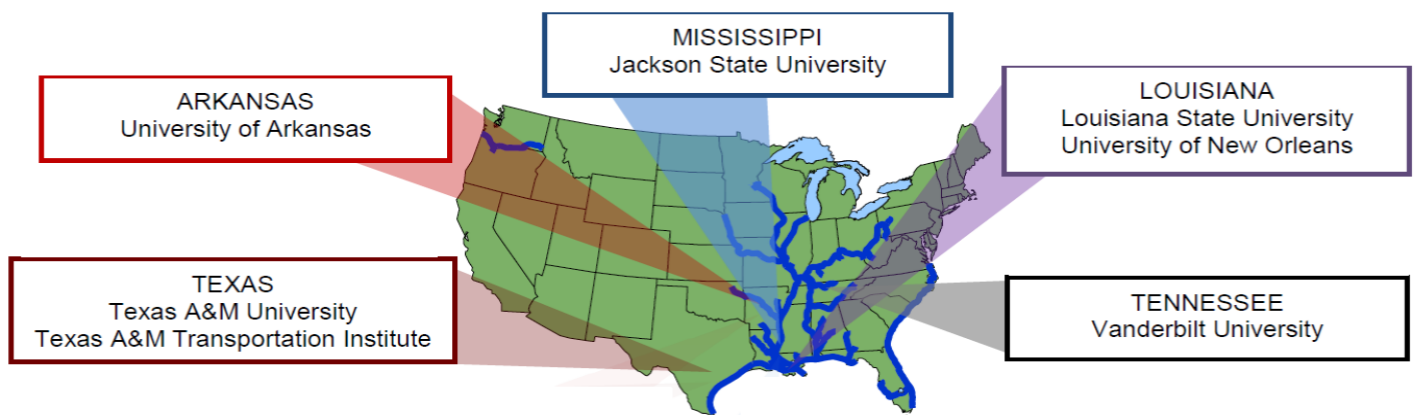 MISSISSIPPI
Jackson State University
ARKANSAS
University of Arkansas
LOUISIANA
Louisiana State University
University of New Orleans
TEXAS
Texas A&M University
Texas A&M Transportation Institute
TENNESSEE
Vanderbilt University